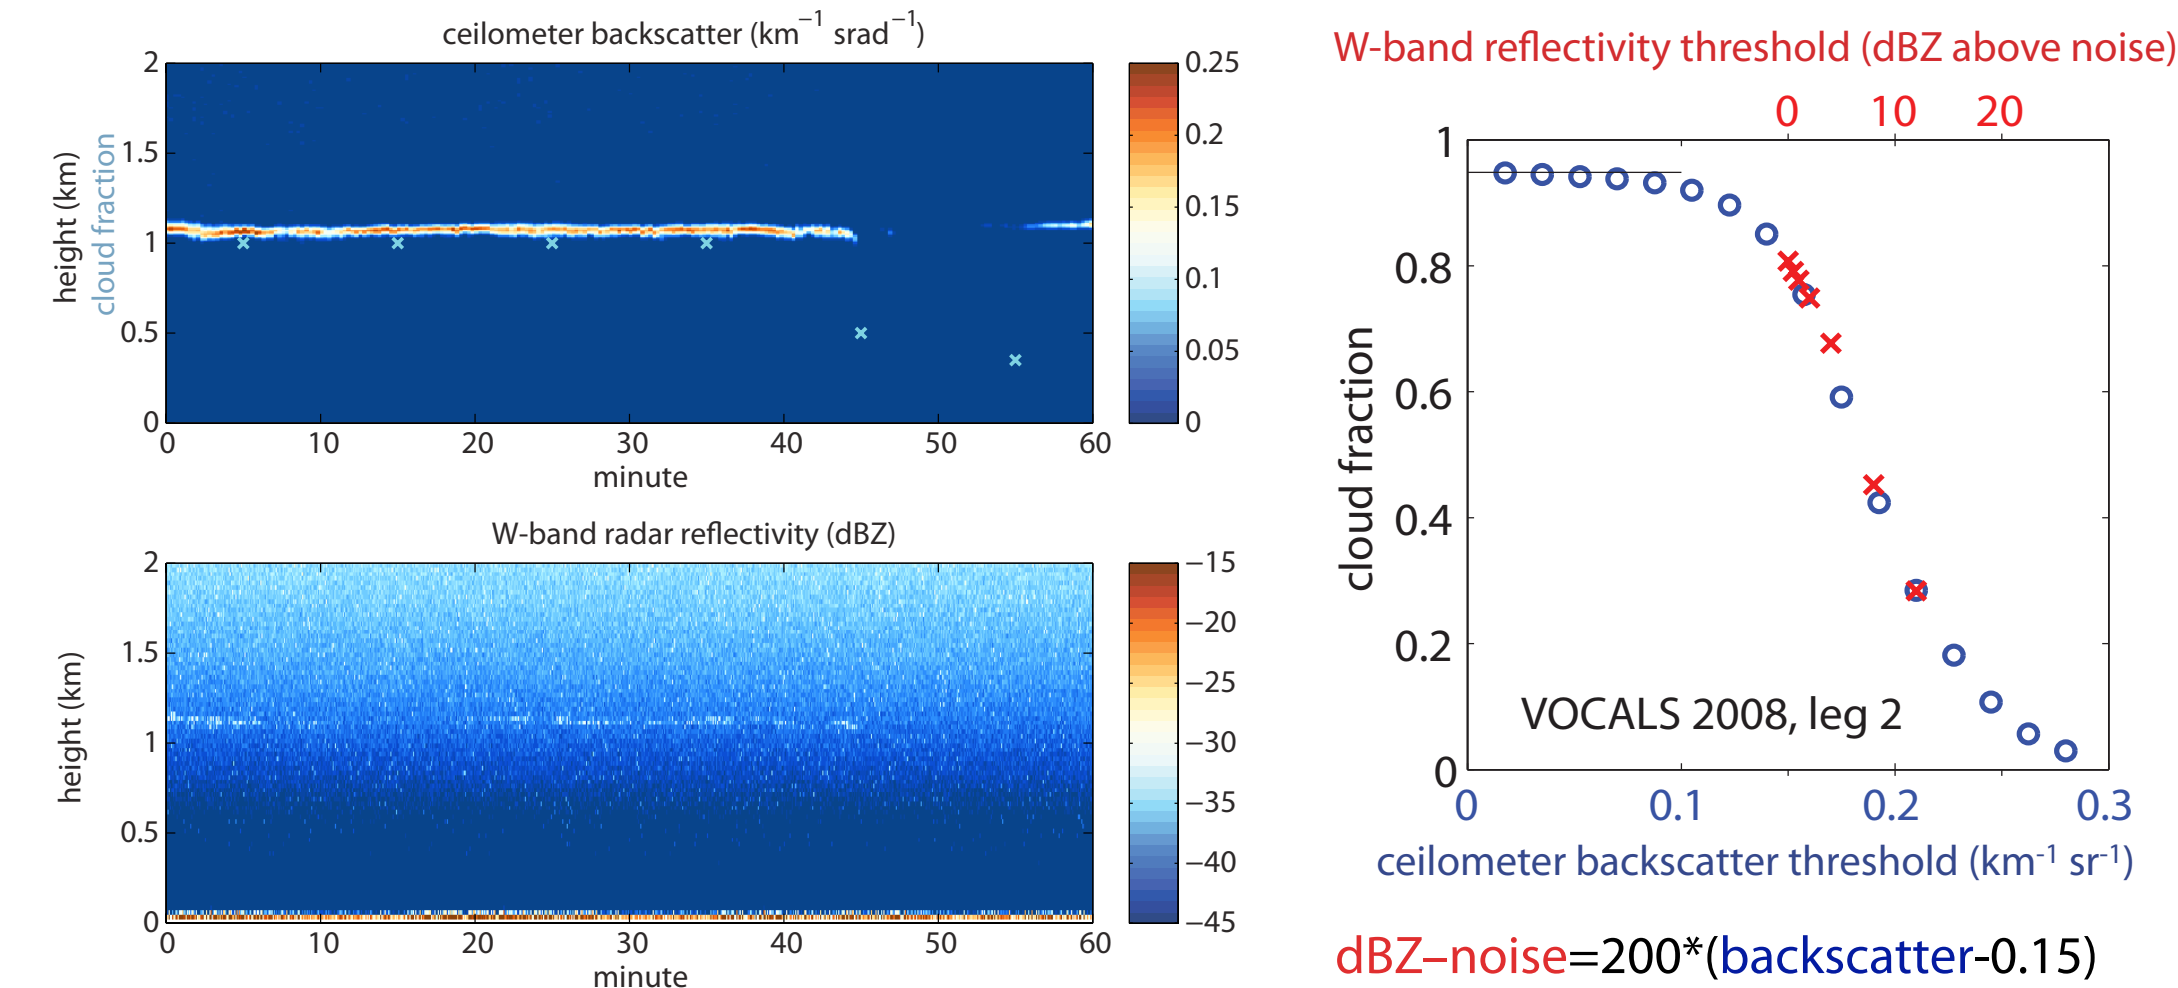 ceilometer backscatter (km⁻¹ srad⁻¹)
2
1.5
1
0.5
0
height (km)
cloud fraction
0 10 20 30 40 50 60
minute
0.25
0.2
0.15
0.1
0.05
0
W-band radar reflectivity (dBZ)
2
1.5
1
0.5
0
height (km)
0 10 20 30 40 50 60
minute
−15
−20
−25
−30
−35
−40
−45
W-band reflectivity threshold (dBZ above noise)
0 10 20
1
0.8
0.6
0.4
0.2
0
cloud fraction
VOCALS 2008, leg 2
0 0.1 0.2 0.3
ceilometer backscatter threshold (km⁻¹ sr⁻¹)
dBZ–noise=200*(backscatter-0.15)